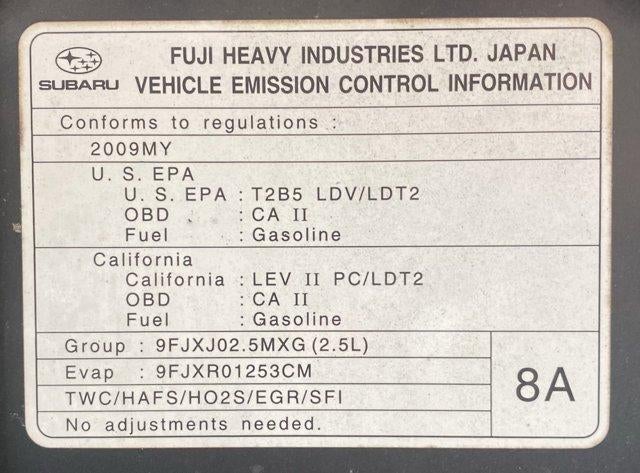 FUJI HEAVY INDUSTRIES LTD. JAPAN
SUBARU VEHICLE EMISSION CONTROL INFORMATION
Conforms to regulations :
2009MY
U. S. EPA
U. S. EPA : T2B5 LDV/LDT2
OBD : CA II
Fuel : Gasoline
California
California : LEV II PC/LDT2
OBD : CA II
Fuel : Gasoline
Group : 9FJXJ02.5MXG (2.5L)
Evap : 9FJXR01253CM
8A
TWC/HAFS/HO2S/EGR/SFI
No adjustments needed.